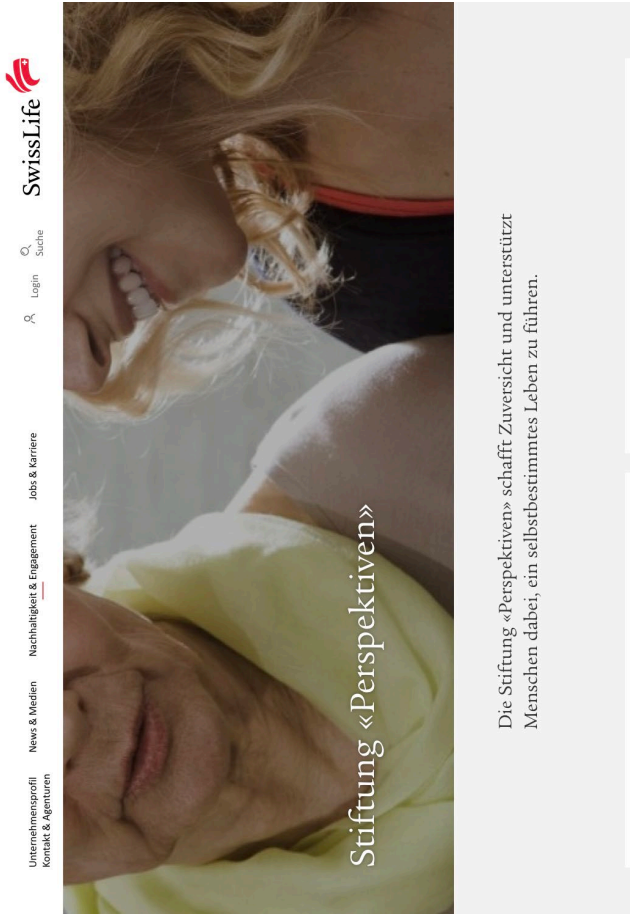 Unternehmensprofil News & Medien Nachhaltigkeit & Engagement Jobs & Karriere
Kontakt & Agenturen
Login
Suche
SwissLife
Stiftung «Perspektiven»
Die Stiftung «Perspektiven» schafft Zuversicht und unterstützt
Menschen dabei, ein selbstbestimmtes Leben zu führen.